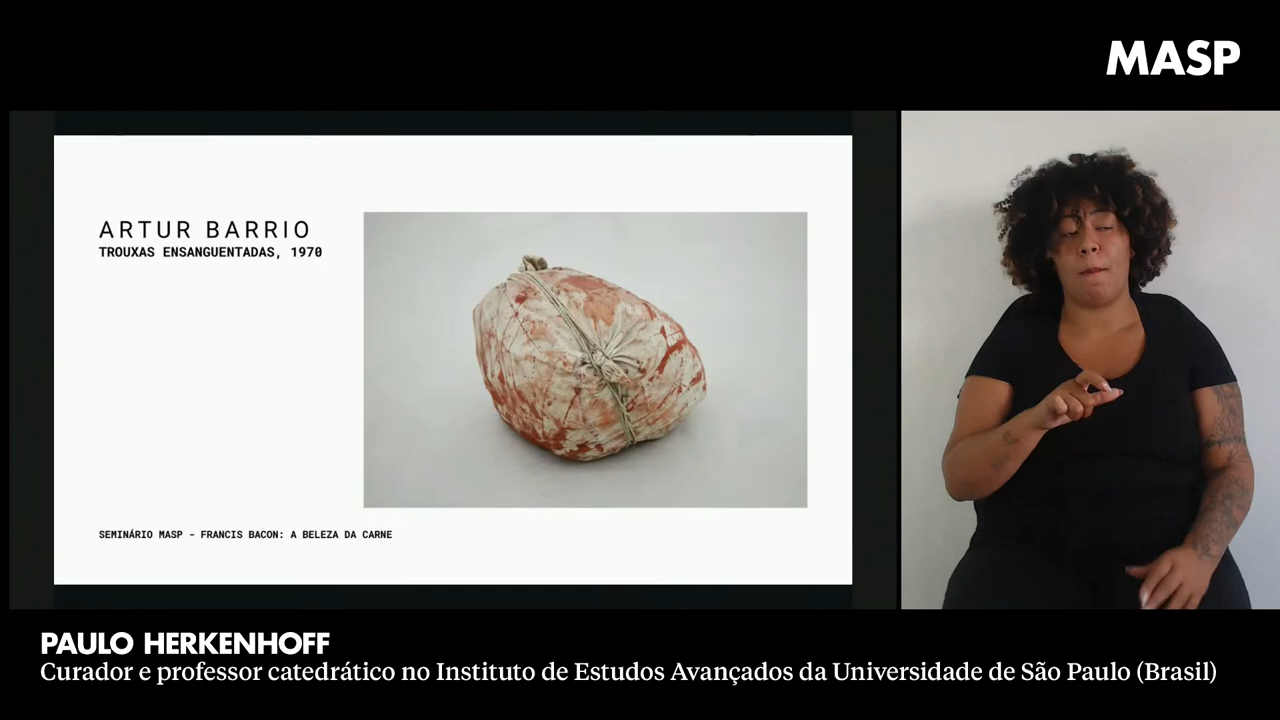 MASP
ARTUR BARRIO
TROUXAS ENSANGUENTADAS, 1970
SEMINÁRIO MASP - FRANCIS BACON: A BELEZA DA CARNE
PAULO HERKENHOFF
Curador e professor catedrático no Instituto de Estudos Avançados da Universidade de São Paulo (Brasil)